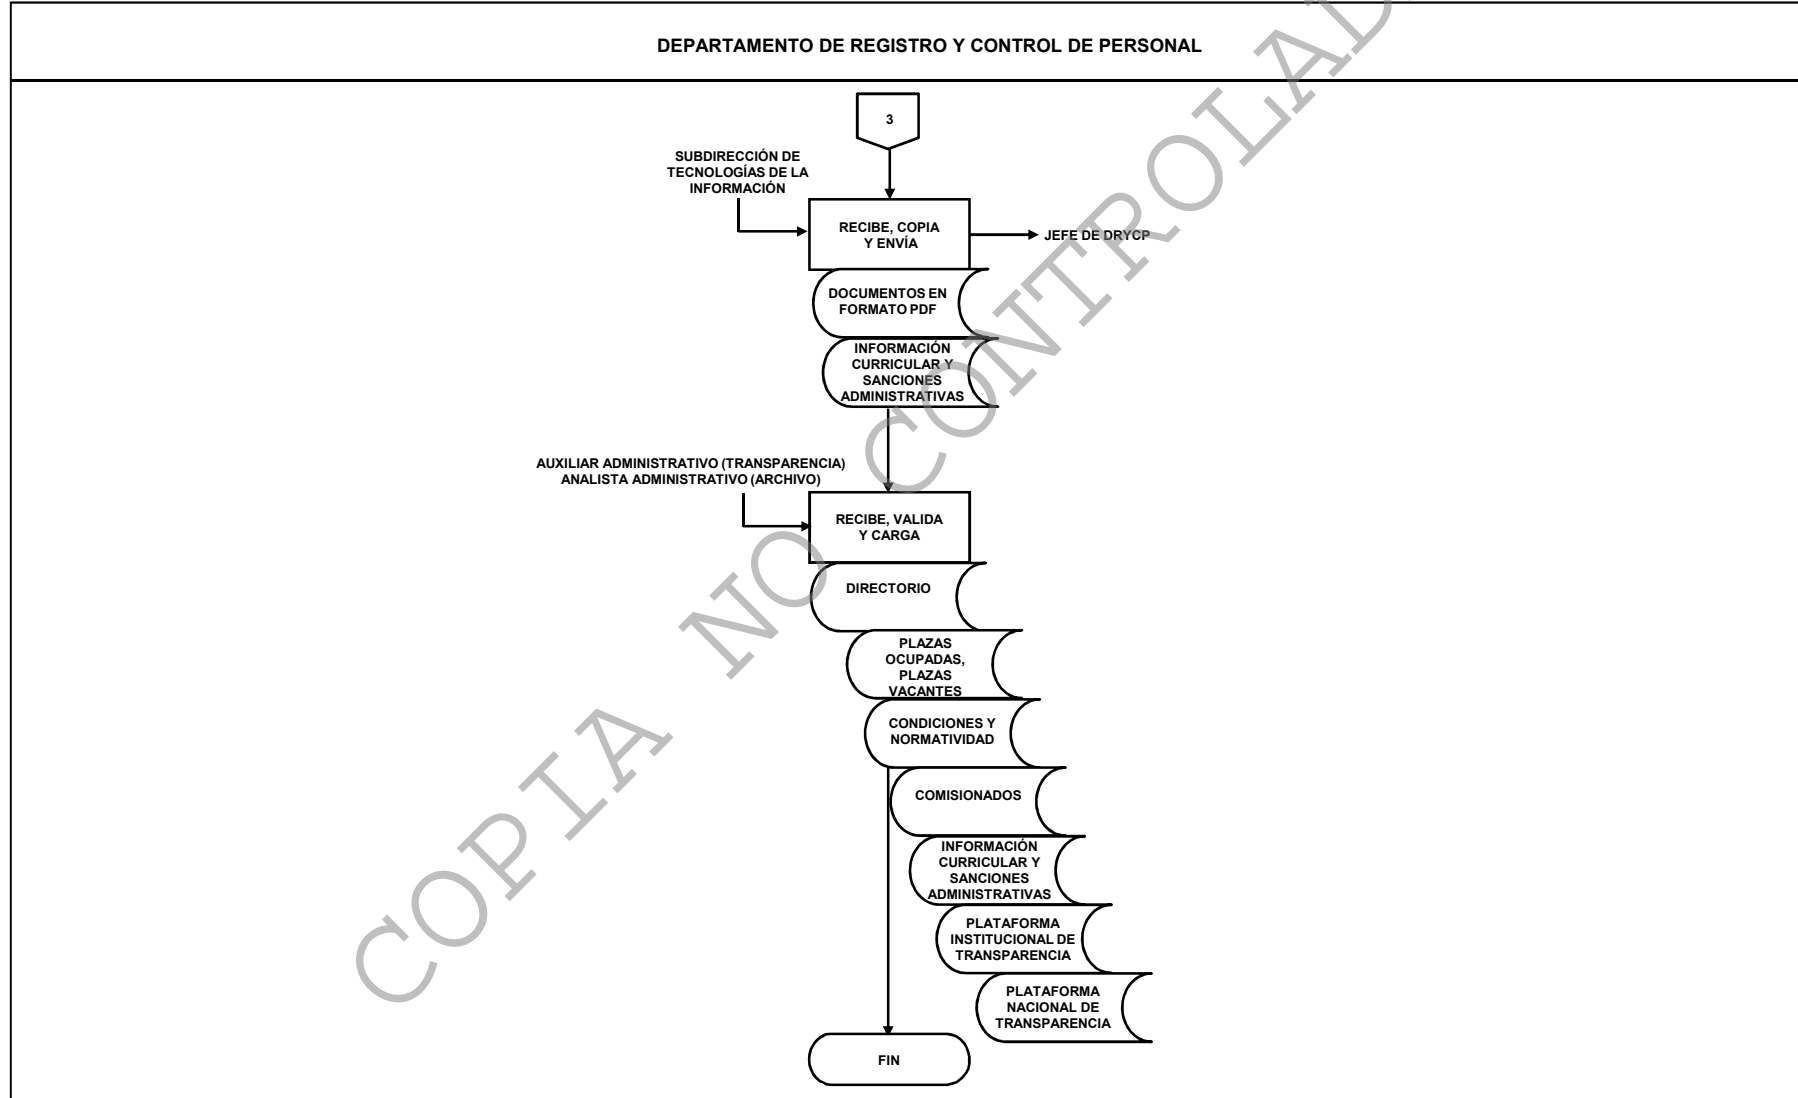 DEPARTAMENTO DE REGISTRO Y CONTROL DE PERSONAL
3
SUBDIRECCIÓN DE
TECNOLOGÍAS DE LA
INFORMACIÓN
RECIBE, COPIA
Y ENVÍA
JEFE DE DRYCP
DOCUMENTOS EN
FORMATO PDF
INFORMACIÓN
CURRICULAR Y
SANCIONES
ADMINISTRATIVAS
AUXILIAR ADMINISTRATIVO (TRANSPARENCIA)
ANALISTA ADMINISTRATIVO (ARCHIVO)
RECIBE, VALIDA
Y CARGA
DIRECTORIO
PLAZAS
OCUPADAS,
PLAZAS
VACANTES
CONDICIONES Y
NORMATIVIDAD
COMISIONADOS
INFORMACIÓN
CURRICULAR Y
SANCIONES
ADMINISTRATIVAS
PLATAFORMA
INSTITUCIONAL DE
TRANSPARENCIA
PLATAFORMA
NACIONAL DE
TRANSPARENCIA
FIN
COPIA NO CONTROLAD